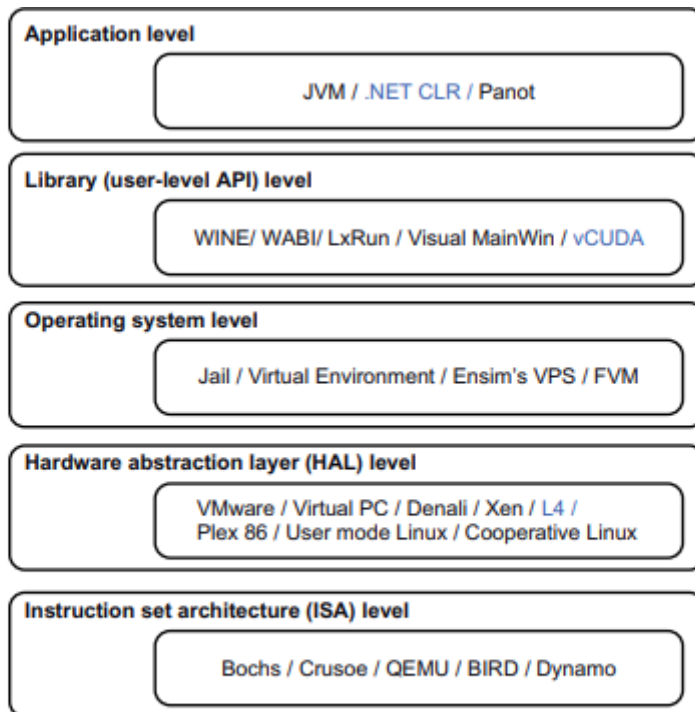 Application level
JVM / .NET CLR / Panot
Library (user-level API) level
WINE/ WABI/ LxRun / Visual MainWin / vCUDA
Operating system level
Jail / Virtual Environment / Ensim's VPS / FVM
Hardware abstraction layer (HAL) level
VMware / Virtual PC / Denali / Xen / L4 /
Plex 86 / User mode Linux / Cooperative Linux
Instruction set architecture (ISA) level
Bochs / Crusoe / QEMU / BIRD / Dynamo